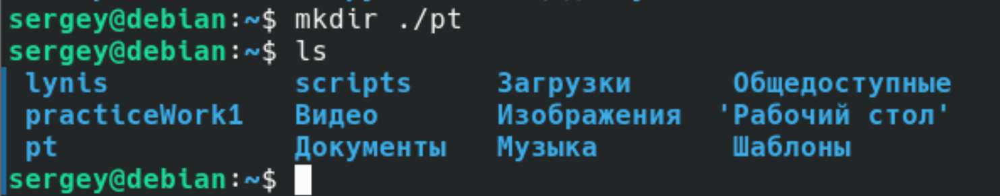 sergey@debian:~$ mkdir ./pt
sergey@debian:~$ ls
lynis scripts Загрузки Общедоступные
practiceWork1 Видео Изображения 'Рабочий стол'
pt Документы Музыка Шаблоны
sergey@debian:~$